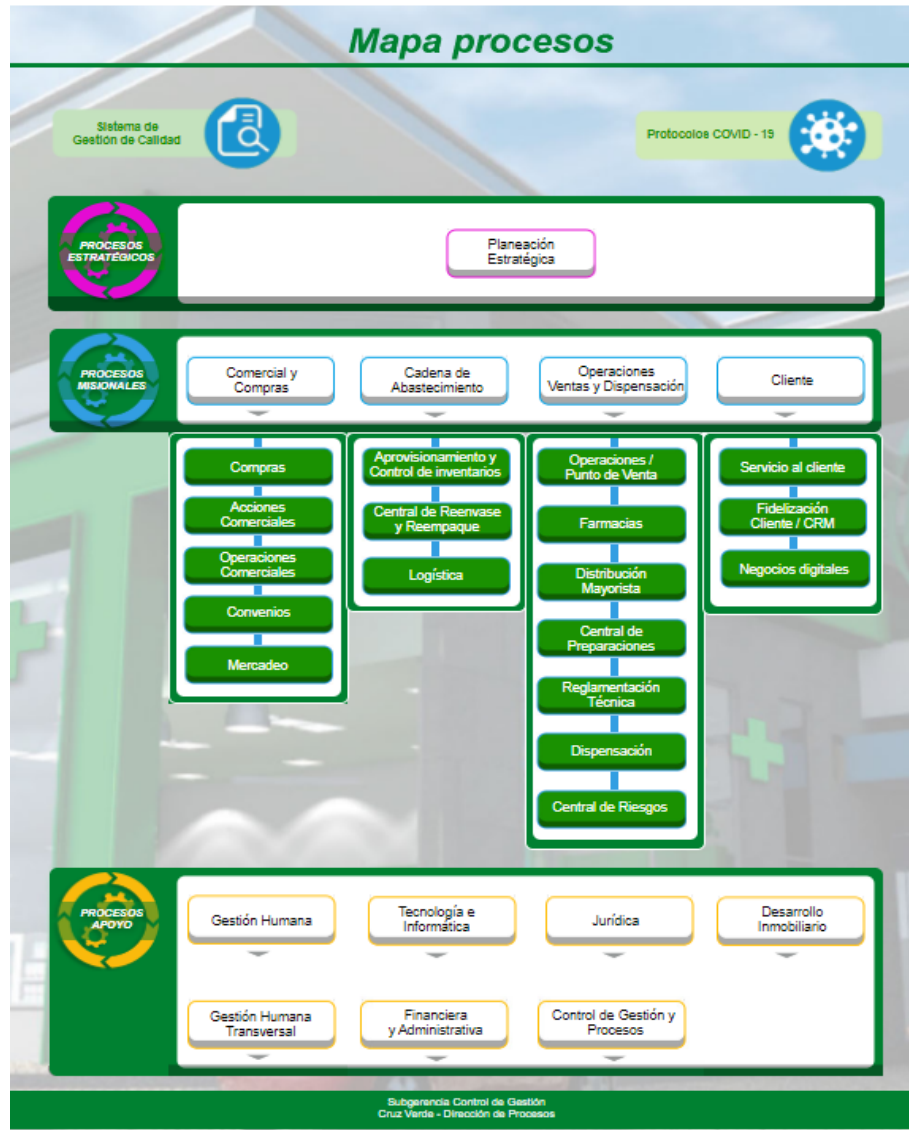 Mapa procesos
Sistema de
Gestión de Calidad
Protocolos COVID - 19
PROCESOS
ESTRATÉGICOS
Planeación
Estratégica
PROCESOS
MISIONALES
Comercial y
Compras
Cadena de
Abastecimiento
Operaciones
Ventas y Dispensación
Cliente
Compras
Acciones
Comerciales
Operaciones
Comerciales
Convenios
Mercadeo
Aprovisionamiento y
Control de inventarios
Central de Reenvase
y Reempaque
Logística
Operaciones /
Punto de Venta
Farmacias
Distribución
Mayorista
Central de
Preparaciones
Reglamentación
Técnica
Dispensación
Central de Riesgos
Servicio al cliente
Fidelización
Cliente / CRM
Negocios digitales
PROCESOS
APOYO
Gestión Humana
Tecnología e
Informática
Jurídica
Desarrollo
Inmobiliario
Gestión Humana
Transversal
Financiera
y Administrativa
Control de Gestión y
Procesos
Subgerencia Control de Gestión
Cruz Verde - Dirección de Procesos